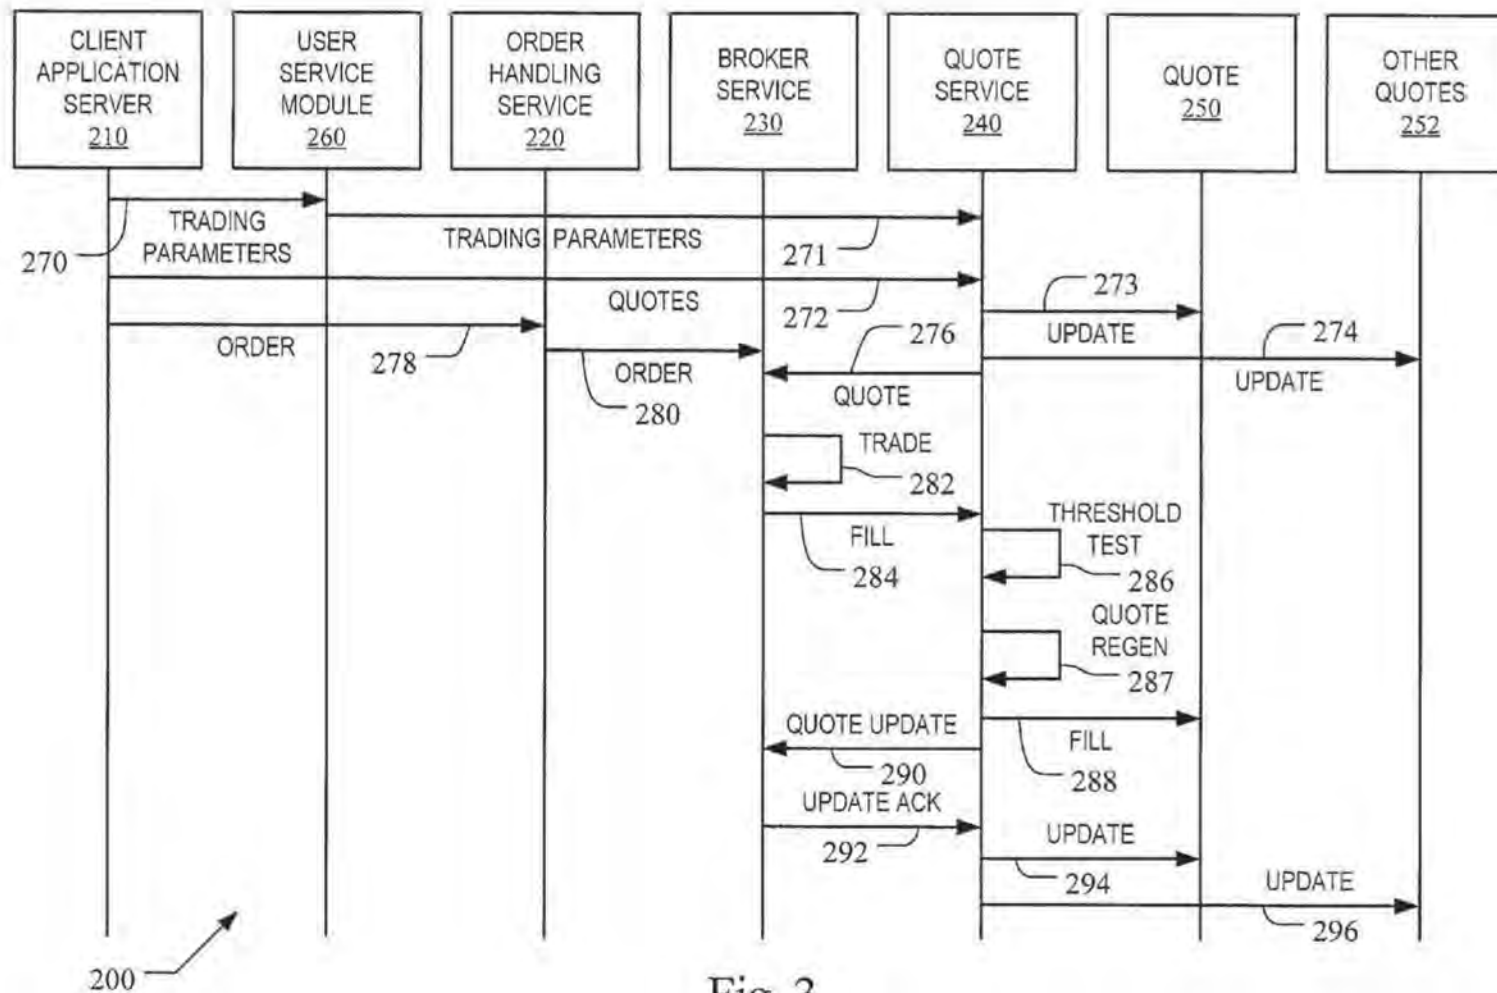 CLIENT
APPLICATION
SERVER
210
USER
SERVICE
MODULE
260
ORDER
HANDLING
SERVICE
220
BROKER
SERVICE
230
QUOTE
SERVICE
240
QUOTE
250
OTHER
QUOTES
252
TRADING
PARAMETERS
270
TRADING PARAMETERS
271
QUOTES
272
273
UPDATE
274
UPDATE
ORDER
278
276
ORDER
280
QUOTE
TRADE
282
FILL
284
THRESHOLD
TEST
286
QUOTE
REGEN
287
QUOTE UPDATE
290
FILL
288
UPDATE ACK
292
UPDATE
294
UPDATE
296
200
Fig. 3